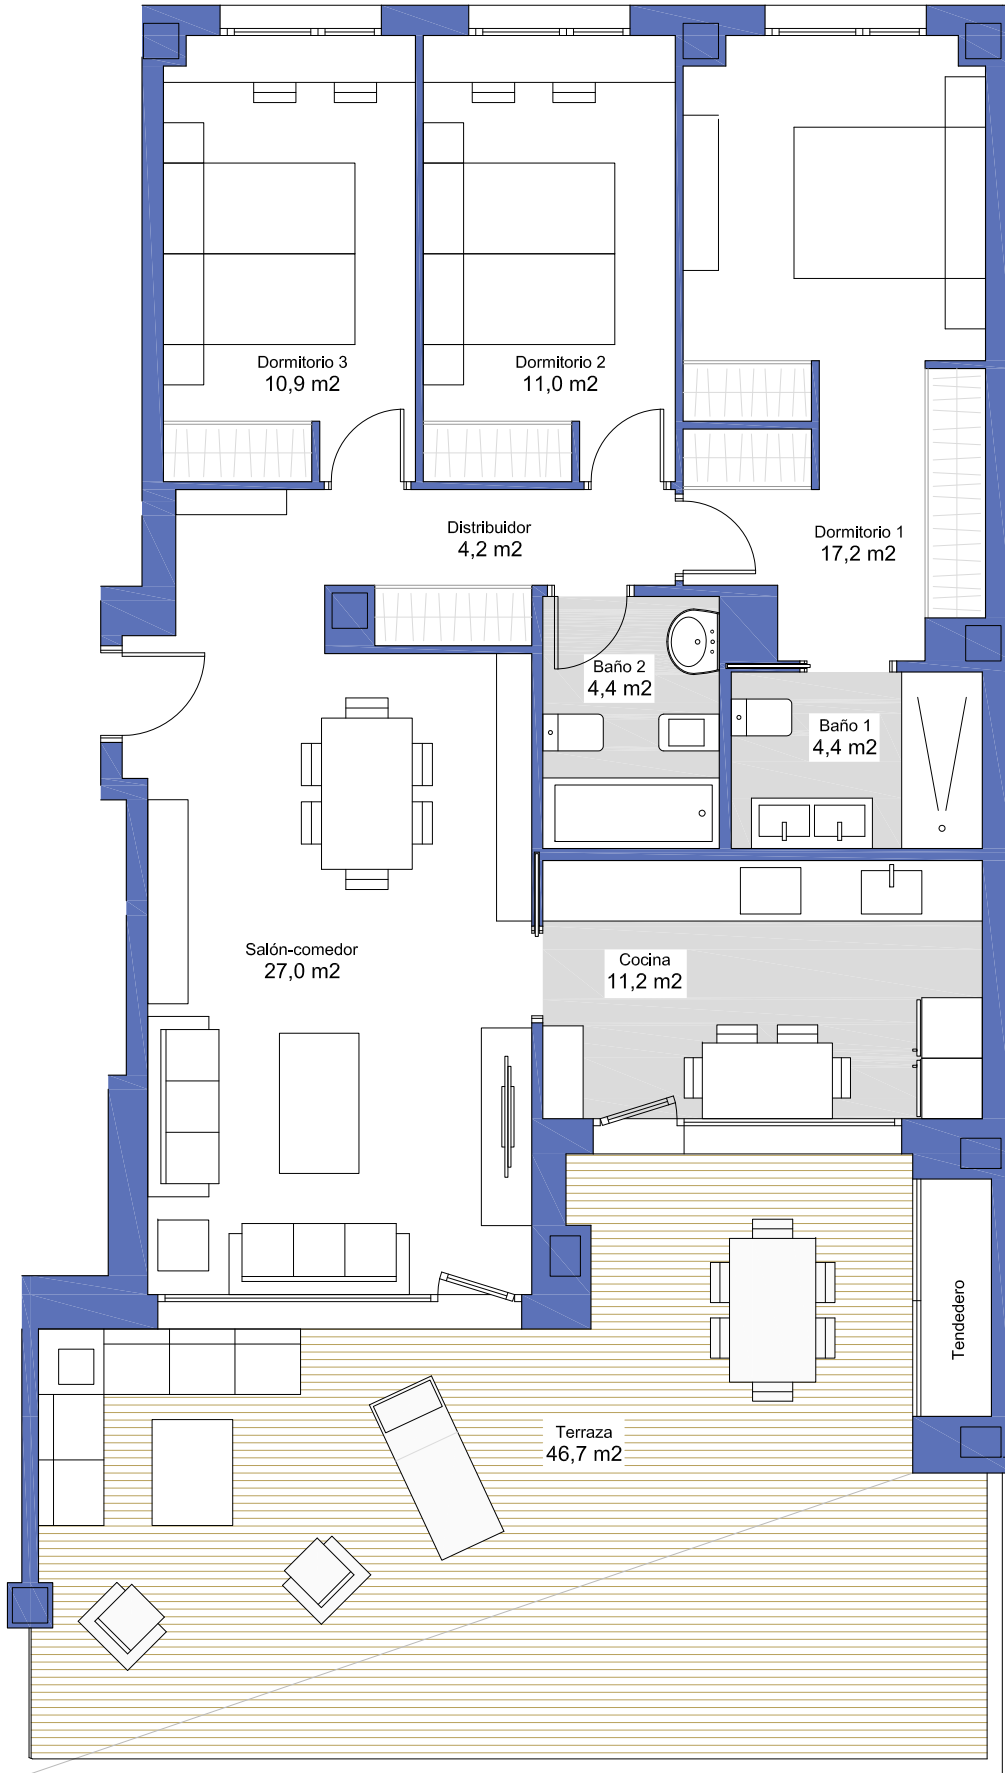 Dormitorio 3
10,9 m2
Dormitorio 2
11,0 m2
Distribuidor
4,2 m2
Dormitorio 1
17,2 m2
Baño 2
4,4 m2
Baño 1
4,4 m2
Salón-comedor
27,0 m2
Cocina
11,2 m2
Tendedero
Terraza
46,7 m2